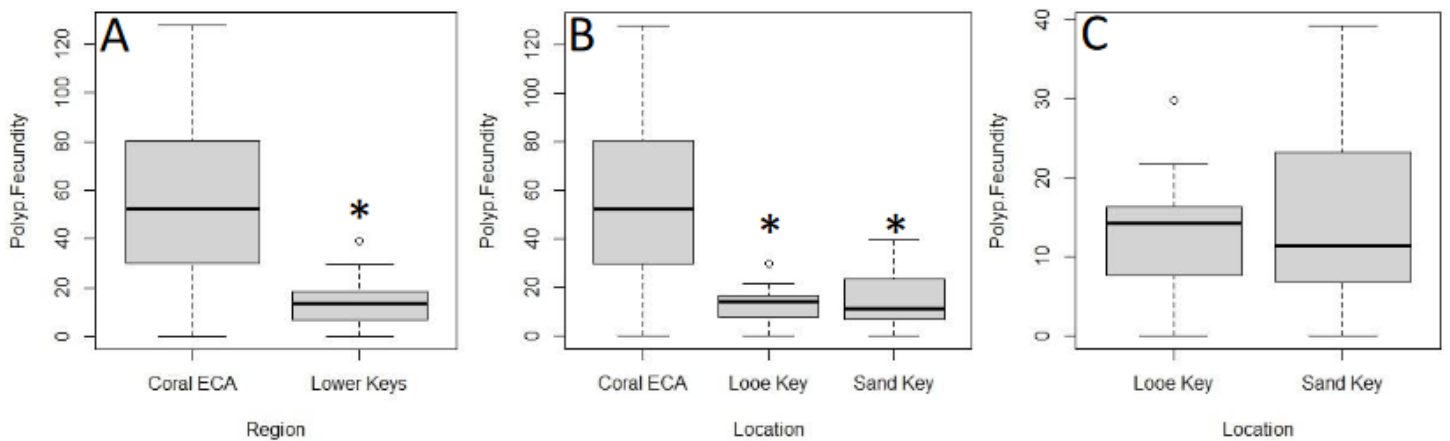 A
Polyp.Fecundity
120
100
80
60
40
20
0
*
Coral ECA Lower Keys
Region
B
Polyp.Fecundity
120
100
80
60
40
20
0
* *
Coral ECA Looe Key Sand Key
Location
C
Polyp.Fecundity
40
30
20
10
0
Looe Key Sand Key
Location